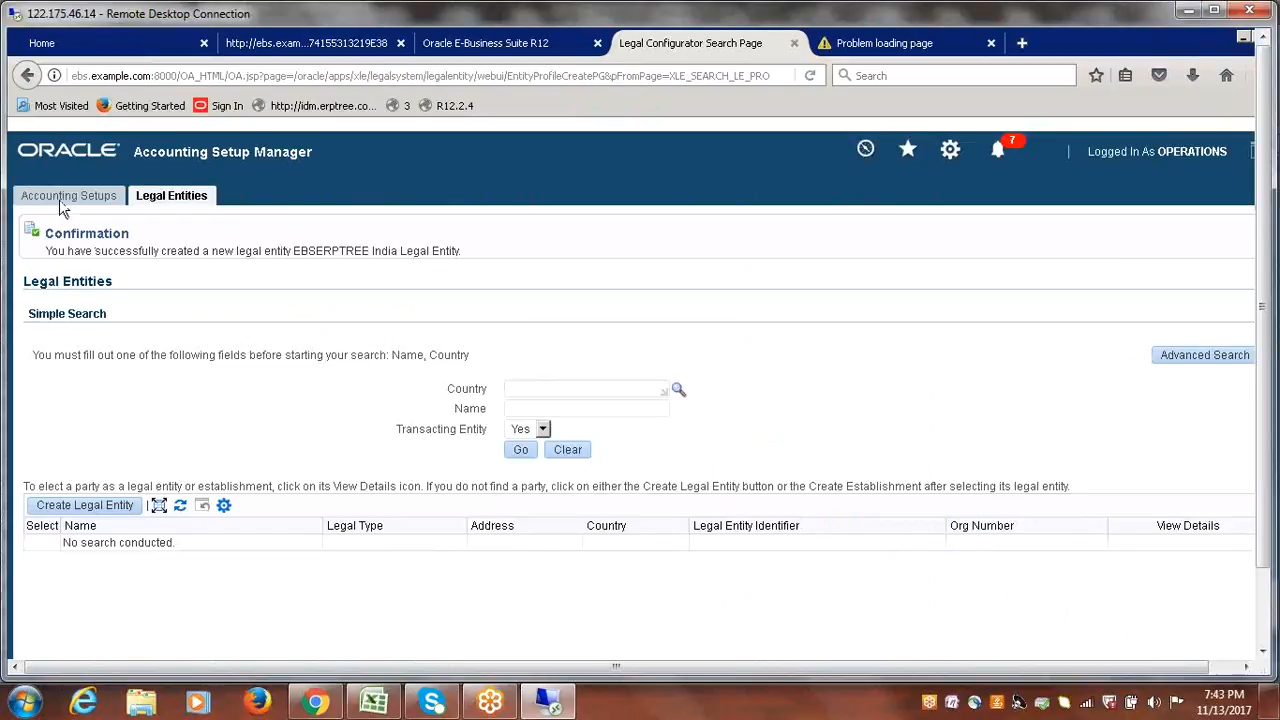 122.175.46.14 - Remote Desktop Connection
Home
http://ebs.exam...74155313219E36
Oracle E-Business Suite R12
Legal Configurator Search Page
Problem loading page
ebs.example.com:8000/OA_HTML/OA.jsp?page=/oracle/apps/xle/legalsystem/legalentity/webui/EntityProfileCreatePG&pFromPage=XLE_SEARCH_LE_PRO
Search
Most Visited
Getting Started
Sign In
http://idm.erptree.co...
3
R12.2.4
ORACLE Accounting Setup Manager
7
Logged In As OPERATIONS
Accounting Setups
Legal Entities
Confirmation
You have successfully created a new legal entity EBSERPTREE India Legal Entity.
Legal Entities
Simple Search
You must fill out one of the following fields before starting your search: Name, Country
Advanced Search
Country
Name
Transacting Entity Yes
Go Clear
To elect a party as a legal entity or establishment, click on its View Details icon. If you do not find a party, click on either the Create Legal Entity button or the Create Establishment after selecting its legal entity.
Create Legal Entity
Select Name Legal Type Address Country Legal Entity Identifier Org Number View Details
No search conducted.
7:43 PM
11/13/2017